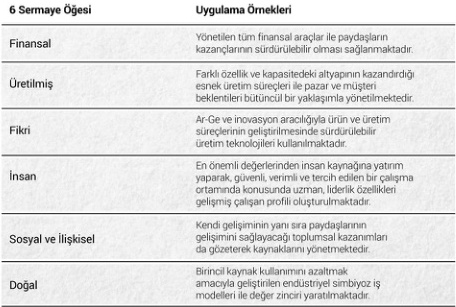 6 Sermaye Öğesi
Uygulama Örnekleri
Finansal
Yönetilen tüm finansal araçlar ile paydaşların
kazançlarının sürdürülebilir olması sağlanmaktadır.
Üretilmiş
Farklı özellik ve kapasitedeki altyapının kazandırdığı
esnek üretim süreçleri ile pazar ve müşteri
beklentileri bütüncül bir yaklaşımla yönetilmektedir.
Fikri
Ar-Ge ve inovasyon aracılığıyla ürün ve üretim
süreçlerinin geliştirilmesinde sürdürülebilir
üretim teknolojileri kullanılmaktadır.
İnsan
En önemli değerlerinden insan kaynağına yatırım
yaparak, güvenli, verimli ve tercih edilen bir çalışma
ortamında konusunda uzman, liderlik özellikleri
gelişmiş çalışan profili oluşturulmaktadır.
Sosyal ve İlişkisel
Kendi gelişiminin yanı sıra paydaşlarının
gelişimini sağlayacağı toplumsal kazanımları
da gözeterek kaynaklarını yönetmektedir.
Doğal
Birincil kaynak kullanımını azaltmak
amacıyla geliştirilen endüstriyel simbiyoz iş
modelleri ile değer zinciri yaratılmaktadır.